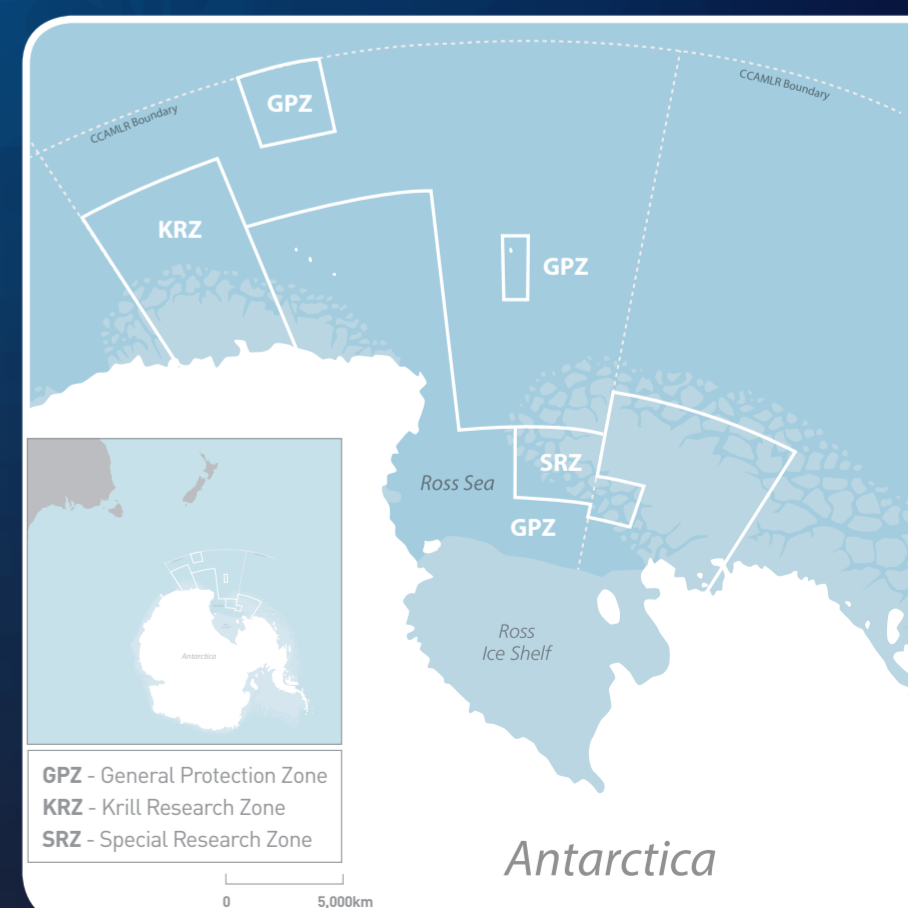 CCAMLR Boundary
CCAMLR Boundary
GPZ
KRZ
GPZ
SRZ
Ross Sea
GPZ
Ross
Ice Shelf
Antarctica
Antarctica
GPZ - General Protection Zone
KRZ - Krill Research Zone
SRZ - Special Research Zone
0 5,000km